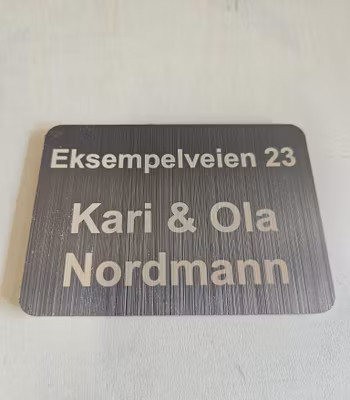 Eksempelveien 23
Kari & Ola
Nordmann